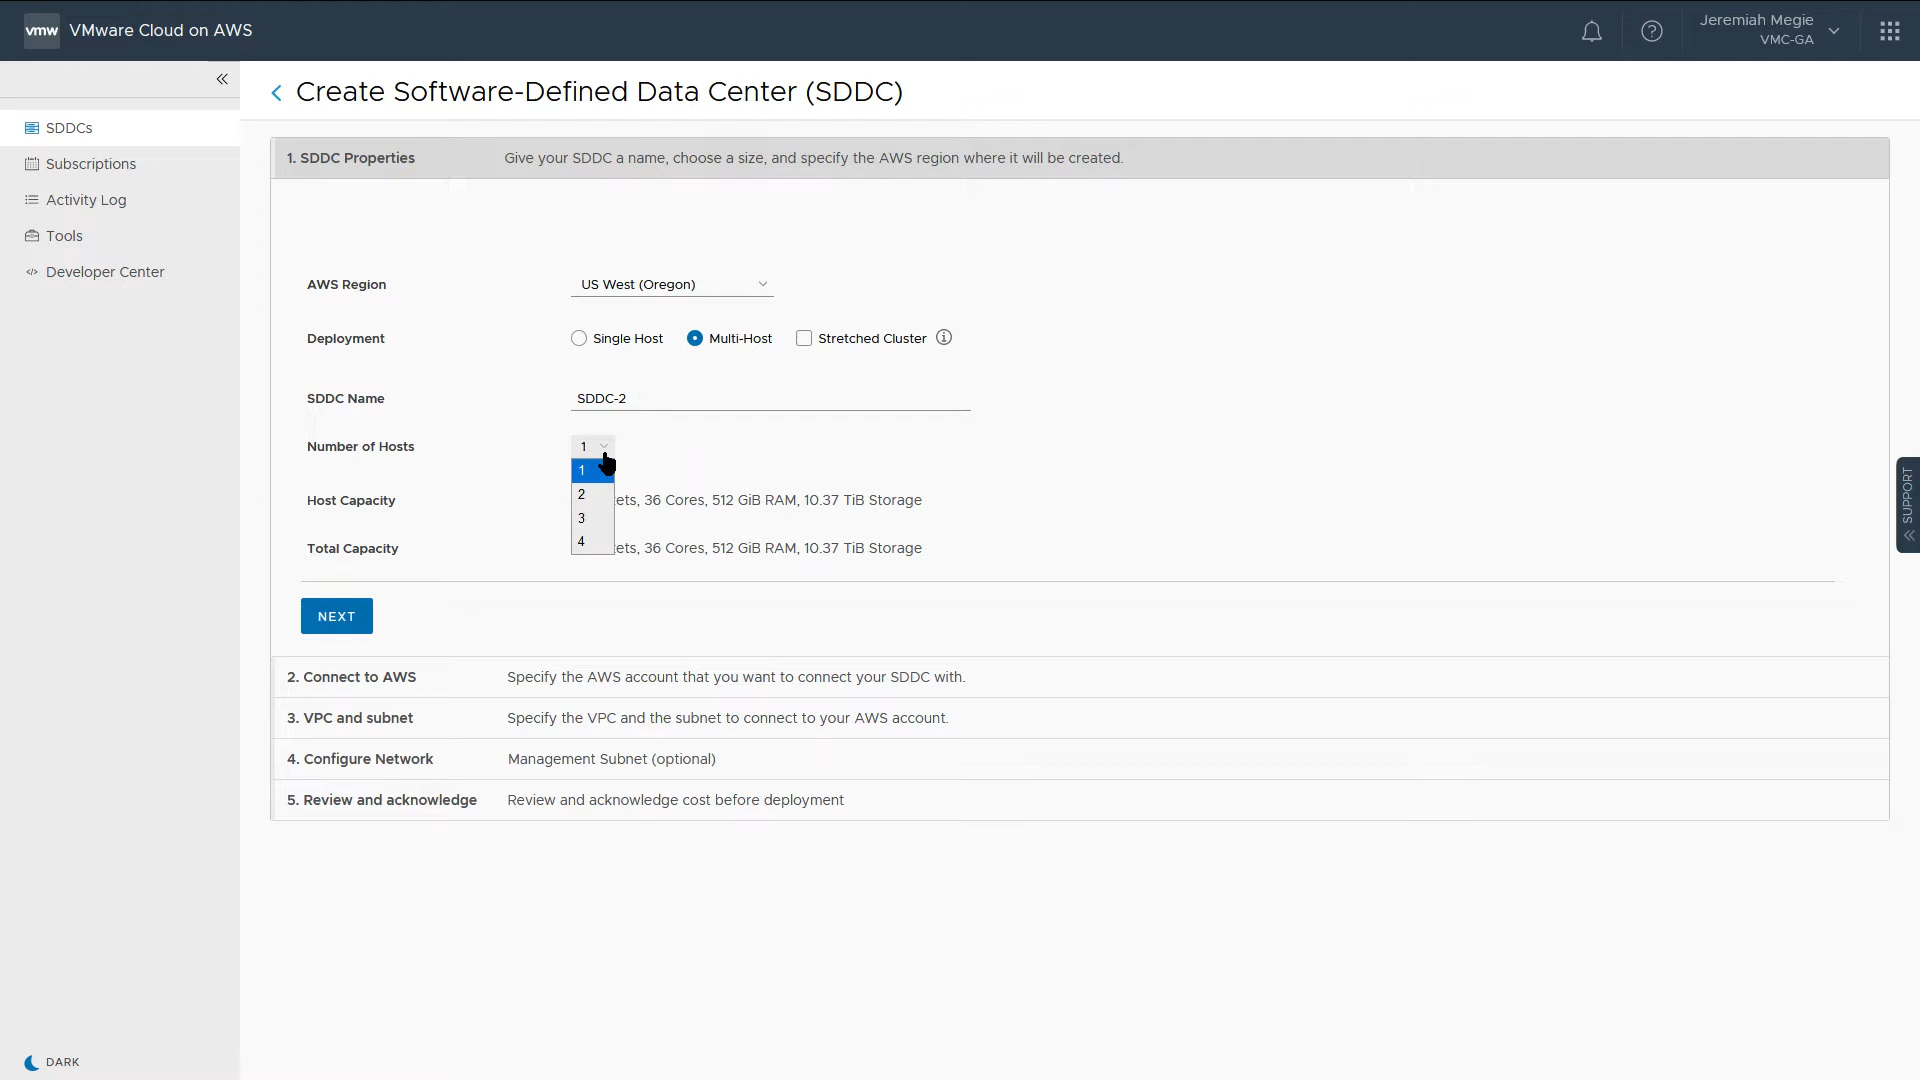 vmw VMware Cloud on AWS
Jeremiah Megie
VMC-GA
Create Software-Defined Data Center (SDDC)
SDDCs
Subscriptions
Activity Log
Tools
Developer Center
1. SDDC Properties Give your SDDC a name, choose a size, and specify the AWS region where it will be created.
AWS Region US West (Oregon)
Deployment Single Host Multi-Host Stretched Cluster
SDDC Name SDDC-2
Number of Hosts 1
1
2
3
4
Host Capacity 36 Cores, 512 GiB RAM, 10.37 TiB Storage
Total Capacity 36 Cores, 512 GiB RAM, 10.37 TiB Storage
NEXT
2. Connect to AWS Specify the AWS account that you want to connect your SDDC with.
3. VPC and subnet Specify the VPC and the subnet to connect to your AWS account.
4. Configure Network Management Subnet (optional)
5. Review and acknowledge Review and acknowledge cost before deployment
SUPPORT
DARK